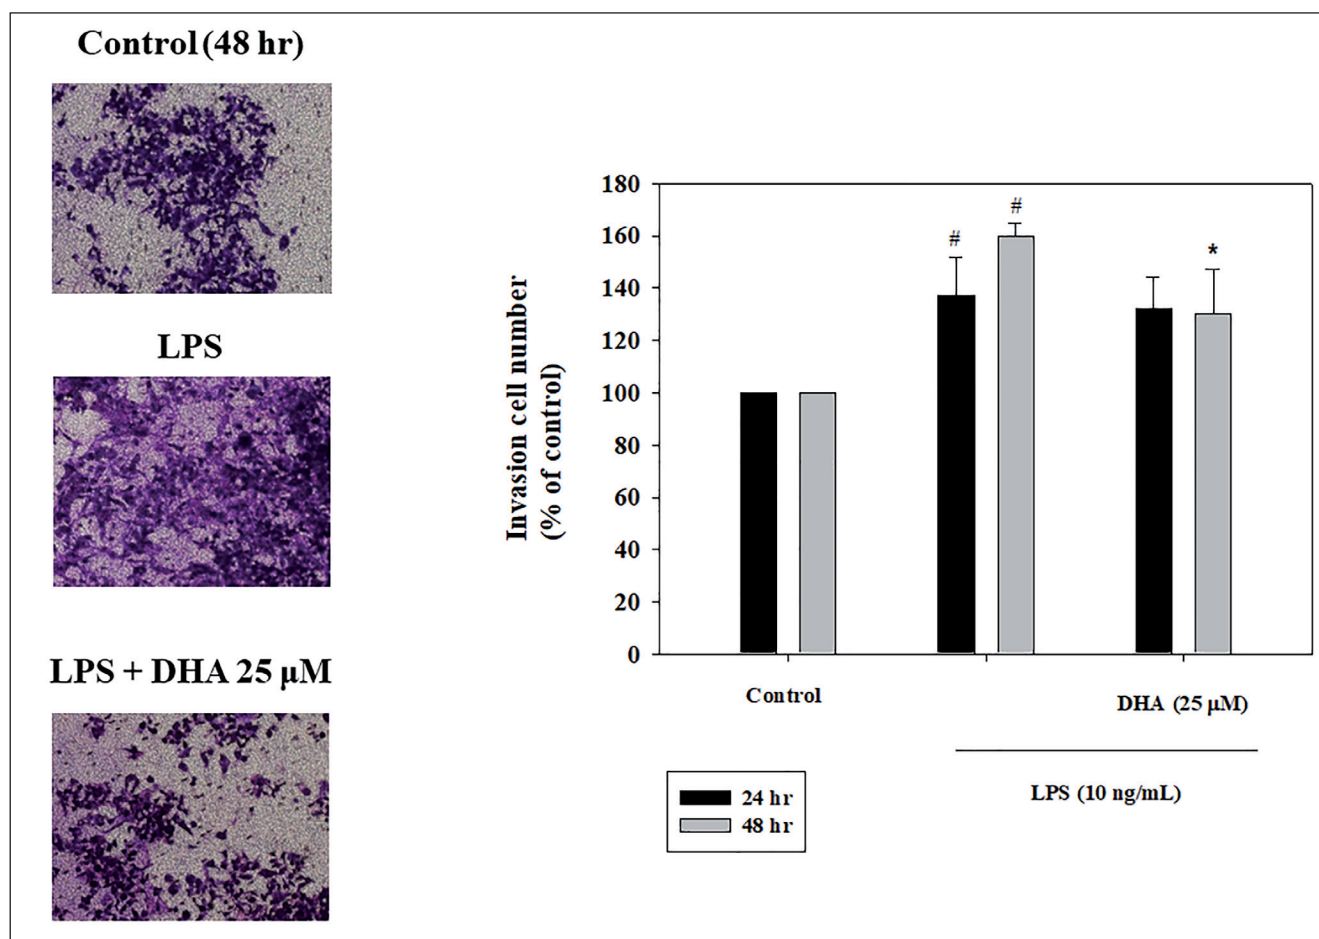 Control (48 hr)
LPS
LPS + DHA 25 μM
Invasion cell number
(% of control)
180
160
140
120
100
80
60
40
20
0
#
#
*
Control
DHA (25 μM)
LPS (10 ng/mL)
24 hr
48 hr